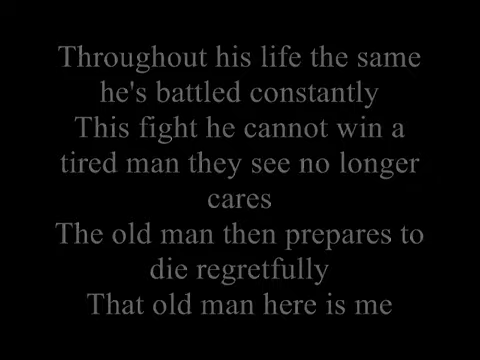 Throughout his life the same
he's battled constantly
This fight he cannot win a
tired man they see no longer
cares
The old man then prepares to
die regretfully
That old man here is me